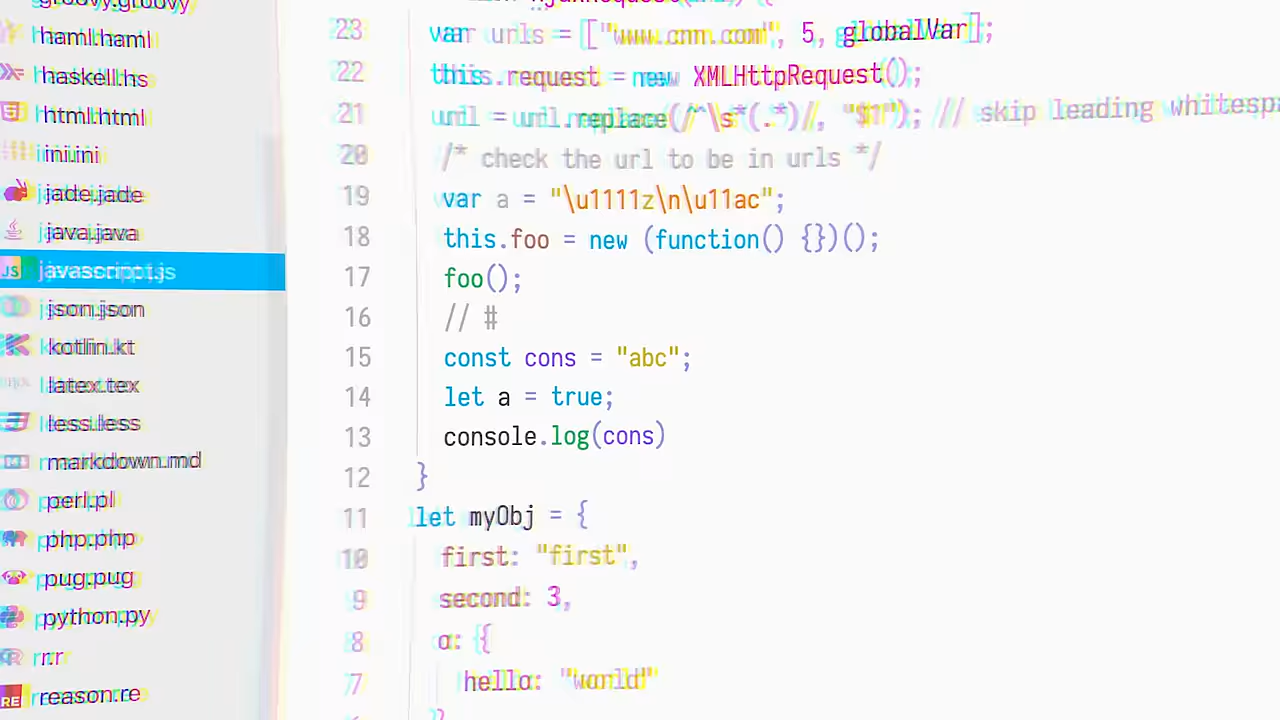 groovy.groovy
haml.haml
haskell.hs
html.html
ini.ini
jade.jade
java.java
JS javascript.js
json.json
kotlin.kt
latex.tex
less.less
markdown.md
perl.pl
php.php
pug.pug
python.py
R r.r
RE reason.re
23 var urls = ["www.cnn.com", 5, globalVar];
22 this.request = new XMLHttpRequest();
21 url = url.replace(/^\s*(.*)/, "$1"); /// skip leading whitesp
20 /* check the url to be in urls */
19 var a = "\u1111z\n\u11ac";
18 this.foo = new (function() {})();
17 foo();
16 // #
15 const cons = "abc";
14 let a = true;
13 console.log(cons)
12 }
11 let myObj = {
10 first: "first",
9 second: 3,
8 a: {
7 hello: "world"
}